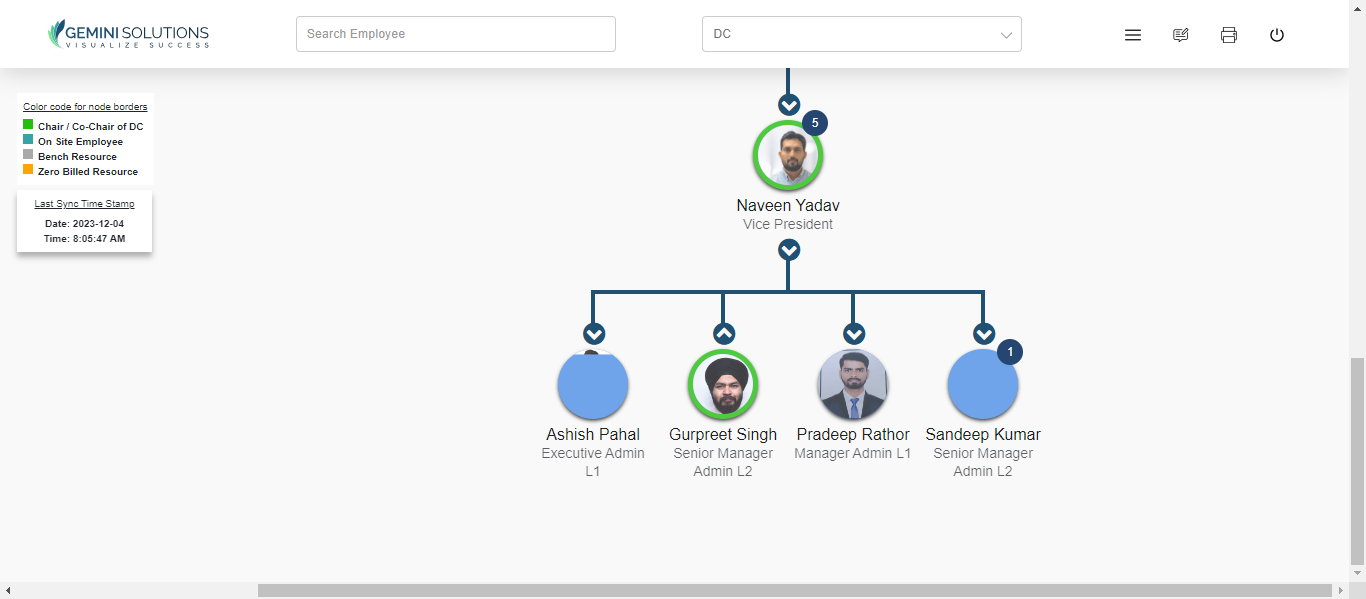 GEMINI SOLUTIONS
VISUALIZE SUCCESS
Search Employee
DC
Color code for node borders
Chair / Co-Chair of DC
On Site Employee
Bench Resource
Zero Billed Resource
Last Sync Time Stamp
Date: 2023-12-04
Time: 8:05:47 AM
5
Naveen Yadav
Vice President
1
Ashish Pahal
Executive Admin
L1
Gurpreet Singh
Senior Manager
Admin L2
Pradeep Rathor
Manager Admin L1
Sandeep Kumar
Senior Manager
Admin L2